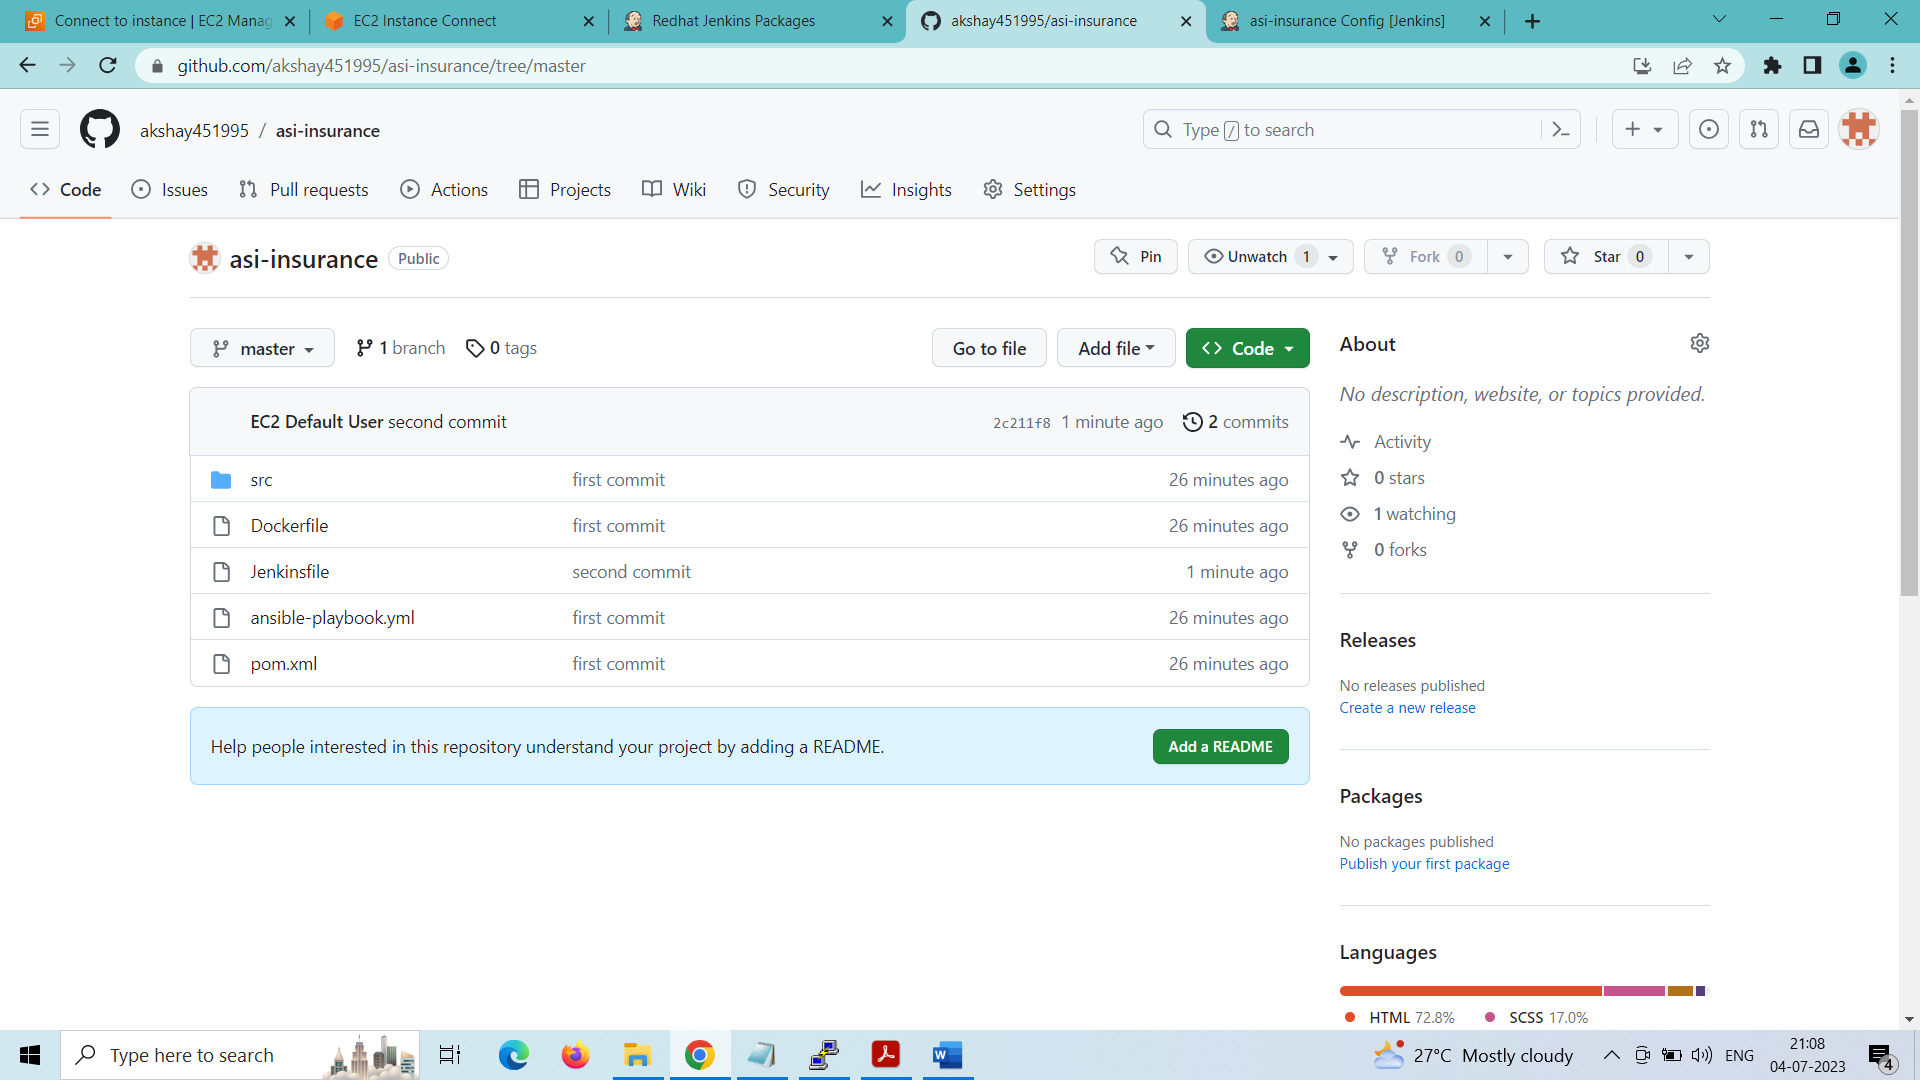 Connect to instance | EC2 Manag
EC2 Instance Connect
Redhat Jenkins Packages
akshay451995/asi-insurance
asi-insurance Config [Jenkins]
github.com/akshay451995/asi-insurance/tree/master
akshay451995 / asi-insurance
Type / to search
Code
Issues
Pull requests
Actions
Projects
Wiki
Security
Insights
Settings
asi-insurance Public
Pin
Unwatch 1
Fork 0
Star 0
master
1 branch
0 tags
Go to file
Add file
Code
EC2 Default User second commit
2c211f8 1 minute ago
2 commits
src first commit 26 minutes ago
Dockerfile first commit 26 minutes ago
Jenkinsfile second commit 1 minute ago
ansible-playbook.yml first commit 26 minutes ago
pom.xml first commit 26 minutes ago
Help people interested in this repository understand your project by adding a README.
Add a README
About
No description, website, or topics provided.
Activity
0 stars
1 watching
0 forks
Releases
No releases published
Create a new release
Packages
No packages published
Publish your first package
Languages
HTML 72.8%
SCSS 17.0%
Type here to search
27°C Mostly cloudy
ENG
21:08
04-07-2023
4